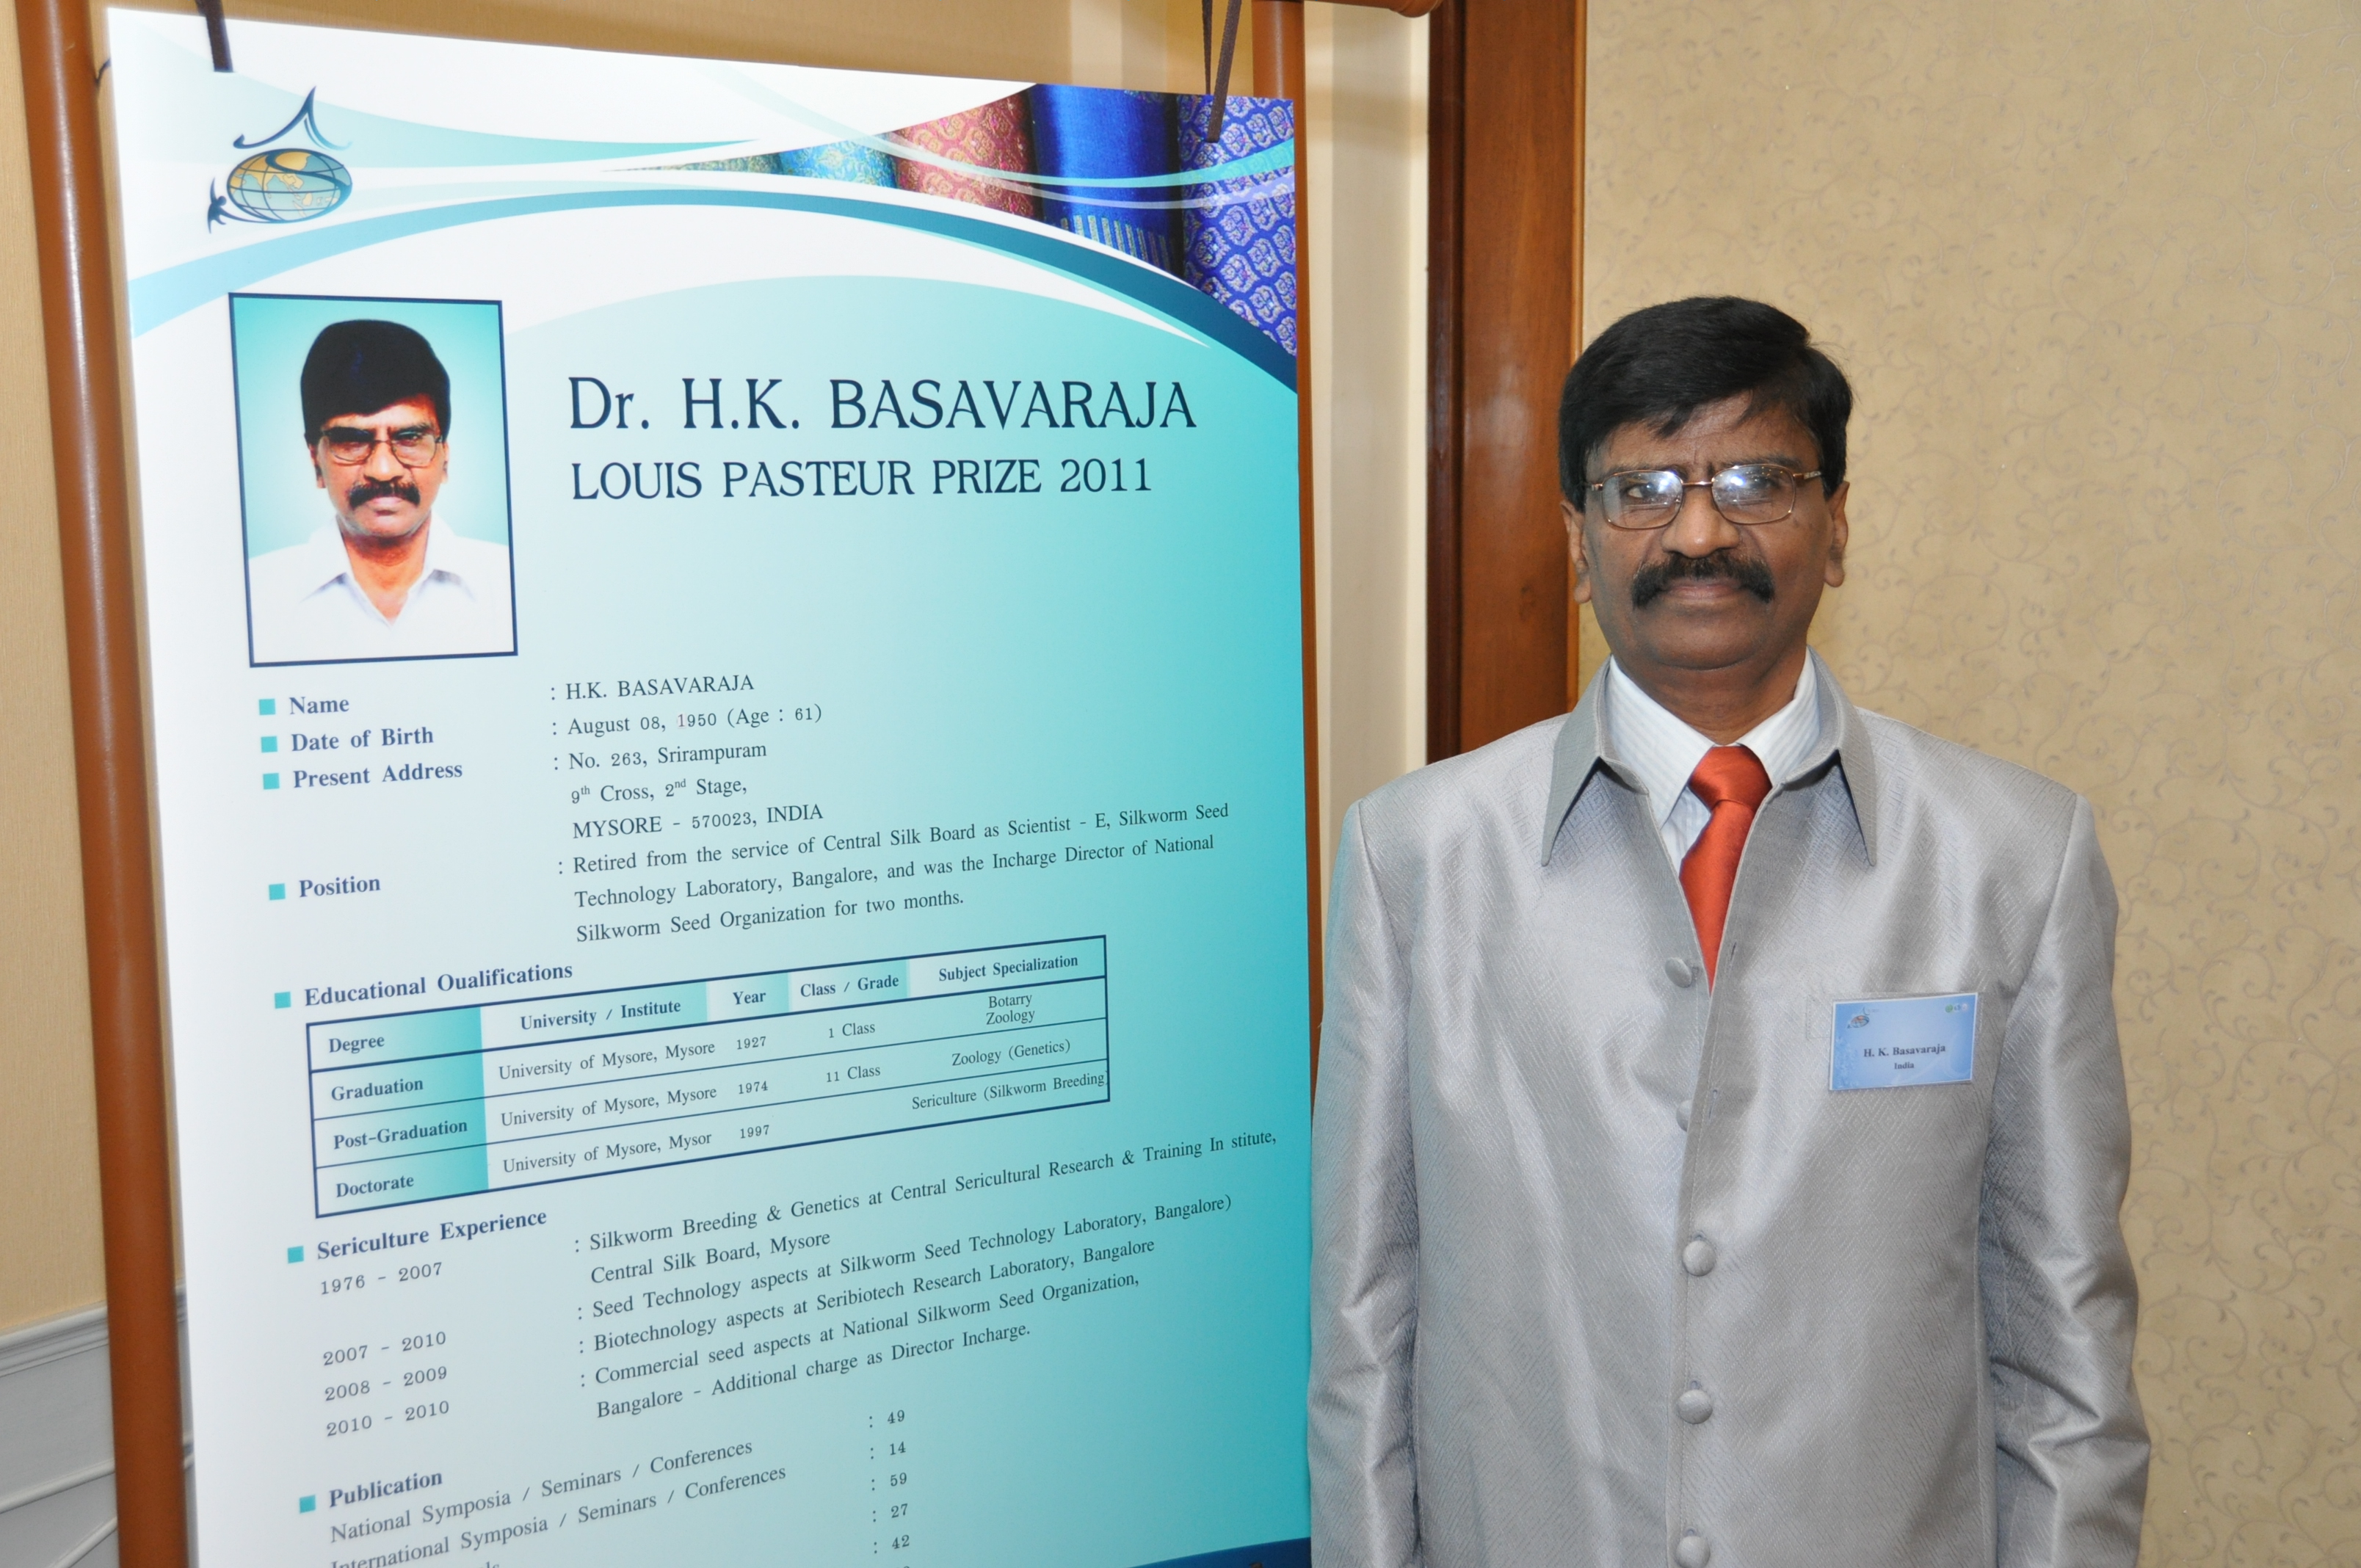 Dr. H.K. BASAVARAJA
LOUIS PASTEUR PRIZE 2011
Name : H.K. BASAVARAJA
Date of Birth : August 08, 1950 (Age : 61)
Present Address : No. 263, Srirampuram
9th Cross, 2nd Stage,
MYSORE - 570023, INDIA
Position : Retired from the service of Central Silk Board as Scientist - E, Silkworm Seed
Technology Laboratory, Bangalore, and was the Incharge Director of National
Silkworm Seed Organization for two months.
Educational Oualifications
Degree University / Institute Year Class / Grade Subject Specialization
Graduation University of Mysore, Mysore 1927 1 Class Botarry
Zoology
Post-Graduation University of Mysore, Mysore 1974 11 Class Zoology (Genetics)
Doctorate University of Mysore, Mysor 1997 Sericulture (Silkworm Breeding
Sericulture Experience
1976 - 2007 : Silkworm Breeding & Genetics at Central Sericultural Research & Training In stitute,
Central Silk Board, Mysore
2007 - 2010 : Seed Technology aspects at Silkworm Seed Technology Laboratory, Bangalore)
2008 - 2009 : Biotechnology aspects at Seribiotech Research Laboratory, Bangalore
2010 - 2010 : Commercial seed aspects at National Silkworm Seed Organization,
Bangalore - Additional charge as Director Incharge.
Publication
National Symposia / Seminars / Conferences : 49
International Symposia / Seminars / Conferences : 14
: 59
: 27
: 42
H. K. Basavaraja
India